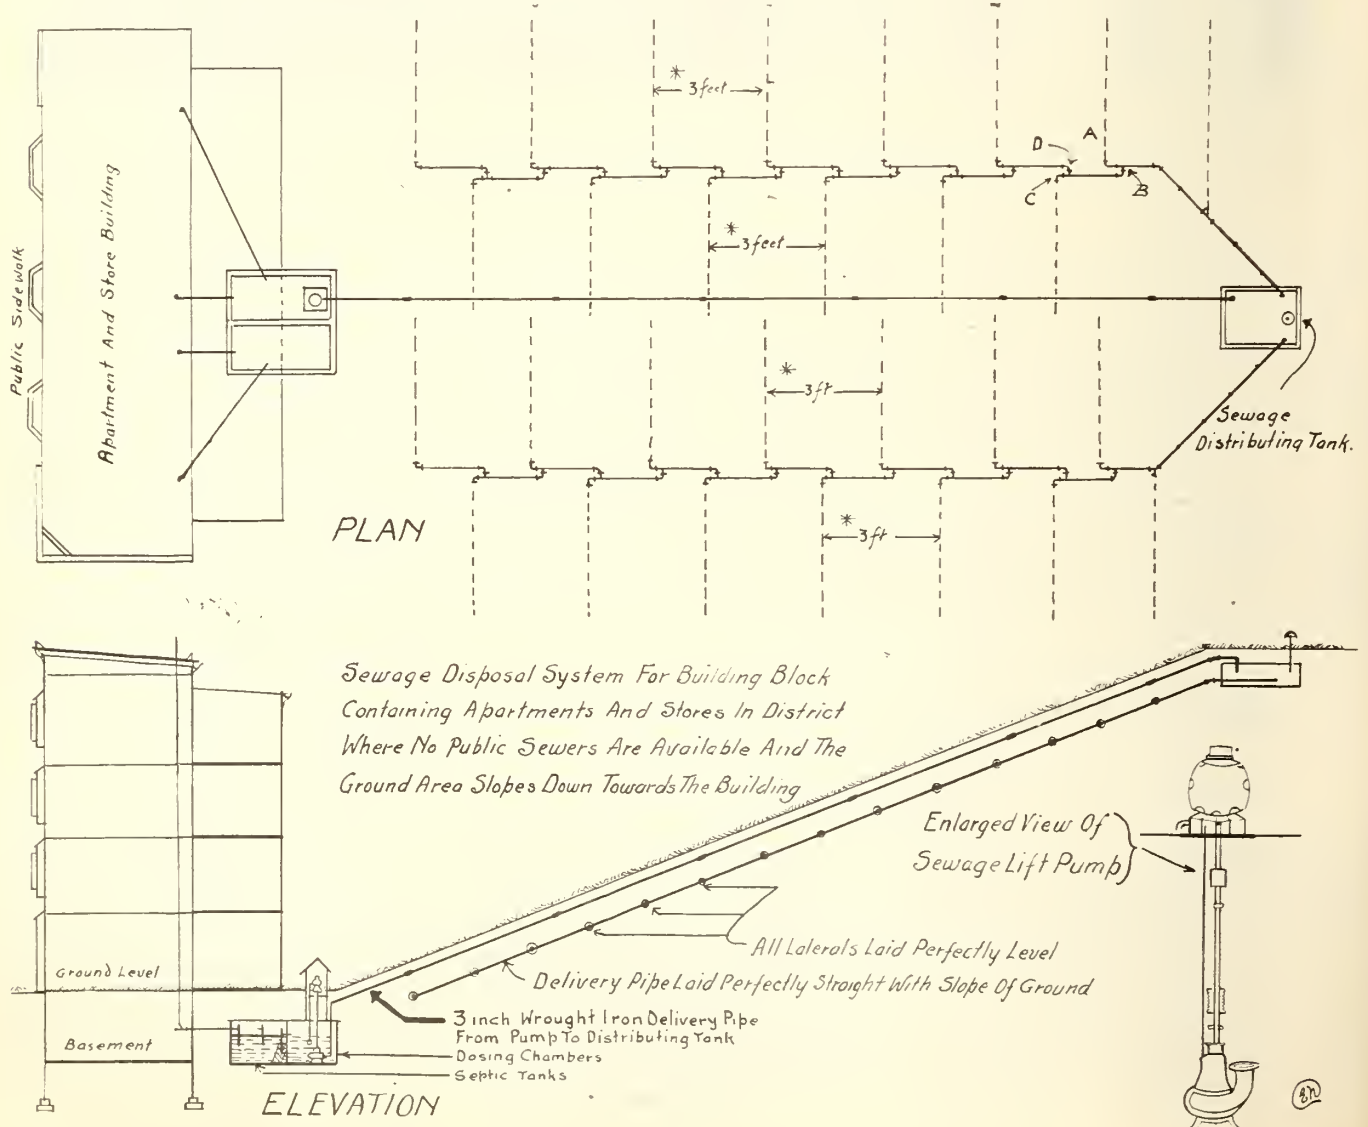 Public Sidewalk
Apartment And Store Building
* 3 feet
* 3 feet
A
D
C
B
* 3 ft
* 3 ft
Sewage
Distributing Tank.
PLAN
Sewage Disposal System For Building Block
Containing Apartments And Stores In District
Where No Public Sewers Are Available And The
Ground Area Slopes Down Towards The Building
Enlarged View Of
Sewage Lift Pump
All Laterals Laid Perfectly Level
Delivery Pipe Laid Perfectly Straight With Slope Of Ground
Ground Level
Basement
3 inch Wrought Iron Delivery Pipe
From Pump To Distributing Tank
Dosing Chambers
Septic Tanks
ELEVATION